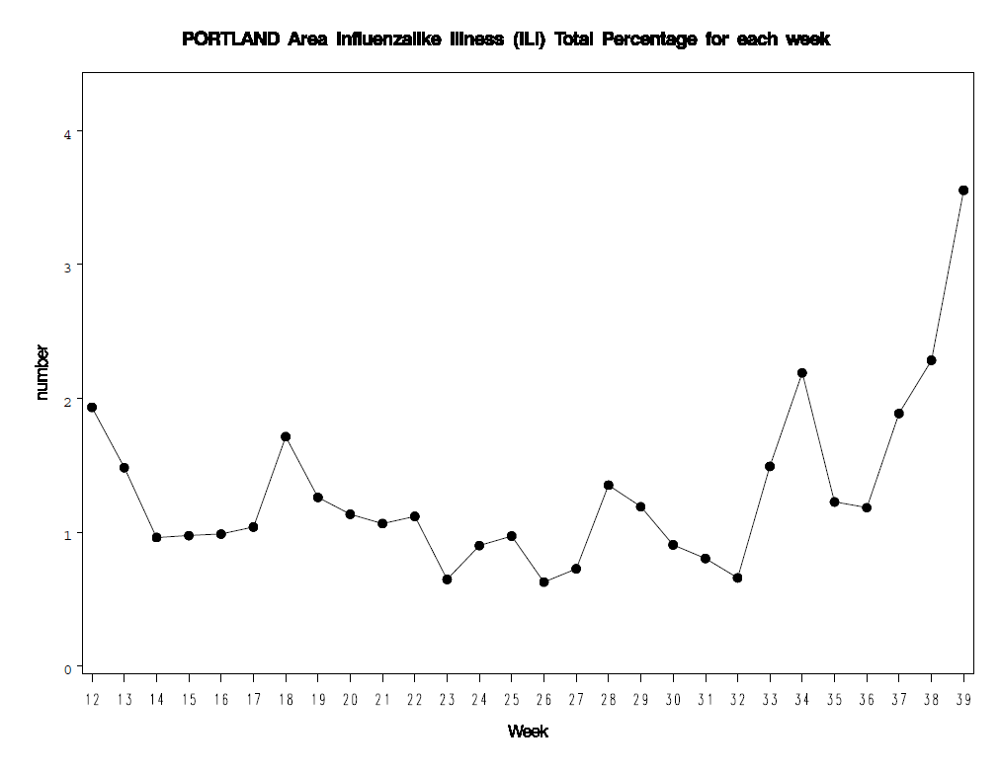 PORTLAND Area Influenzalike Illness (ILI) Total Percentage for each week
4
3
number
2
1
0
12 13 14 15 16 17 18 19 20 21 22 23 24 25 26 27 28 29 30 31 32 33 34 35 36 37 38 39
Week